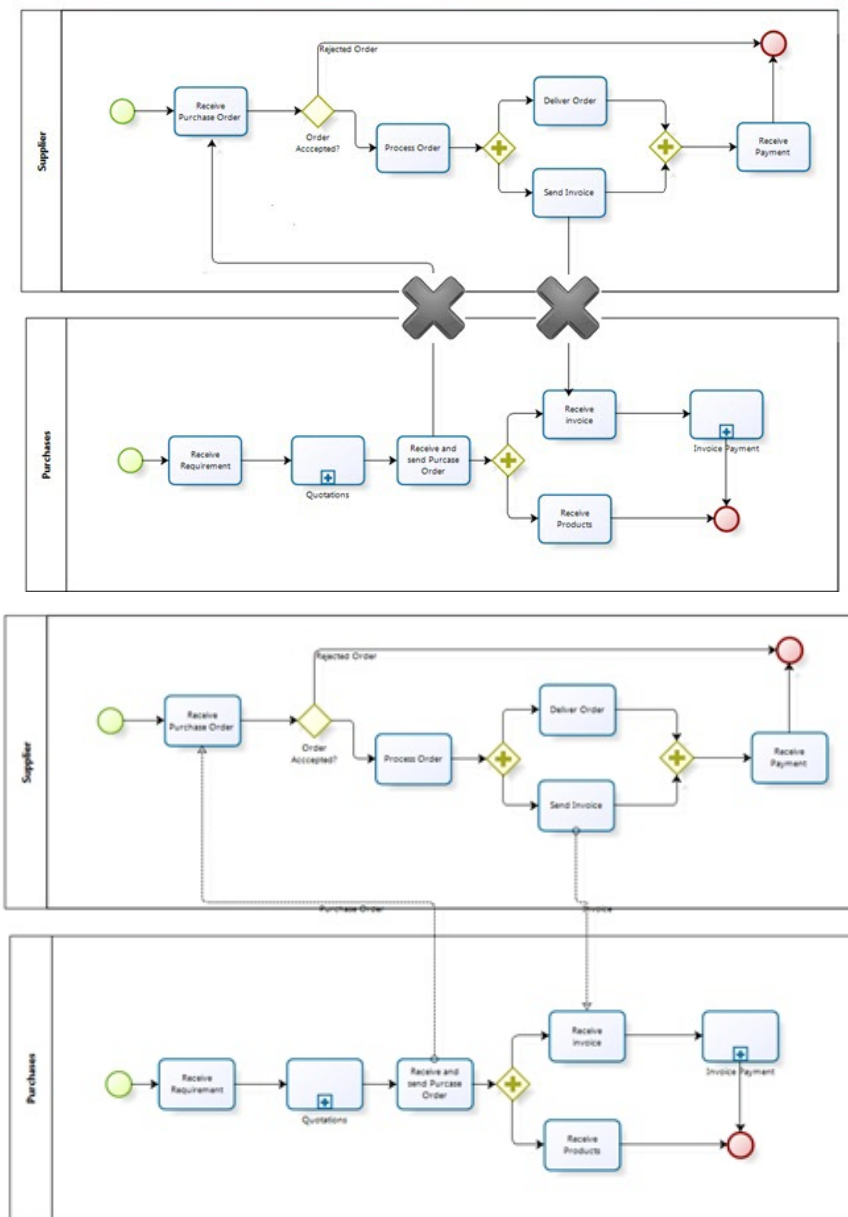 Supplier
Rejected Order
Receive
Purchase Order
Order
Acccepted?
Process Order
Deliver Order
Send Invoice
Receive
Payment
Purchases
Receive
Requirement
Quotations
Receive and
send Purcase
Order
Receive
invoice
Invoice Payment
Receive
Products
Supplier
Rejected Order
Receive
Purchase Order
Order
Acccepted?
Process Order
Deliver Order
Send Invoice
Receive
Payment
Purchase Order
Invoice
Purchases
Receive
Requirement
Quotations
Receive and
send Purcase
Order
Receive
invoice
Invoice Payment
Receive
Products